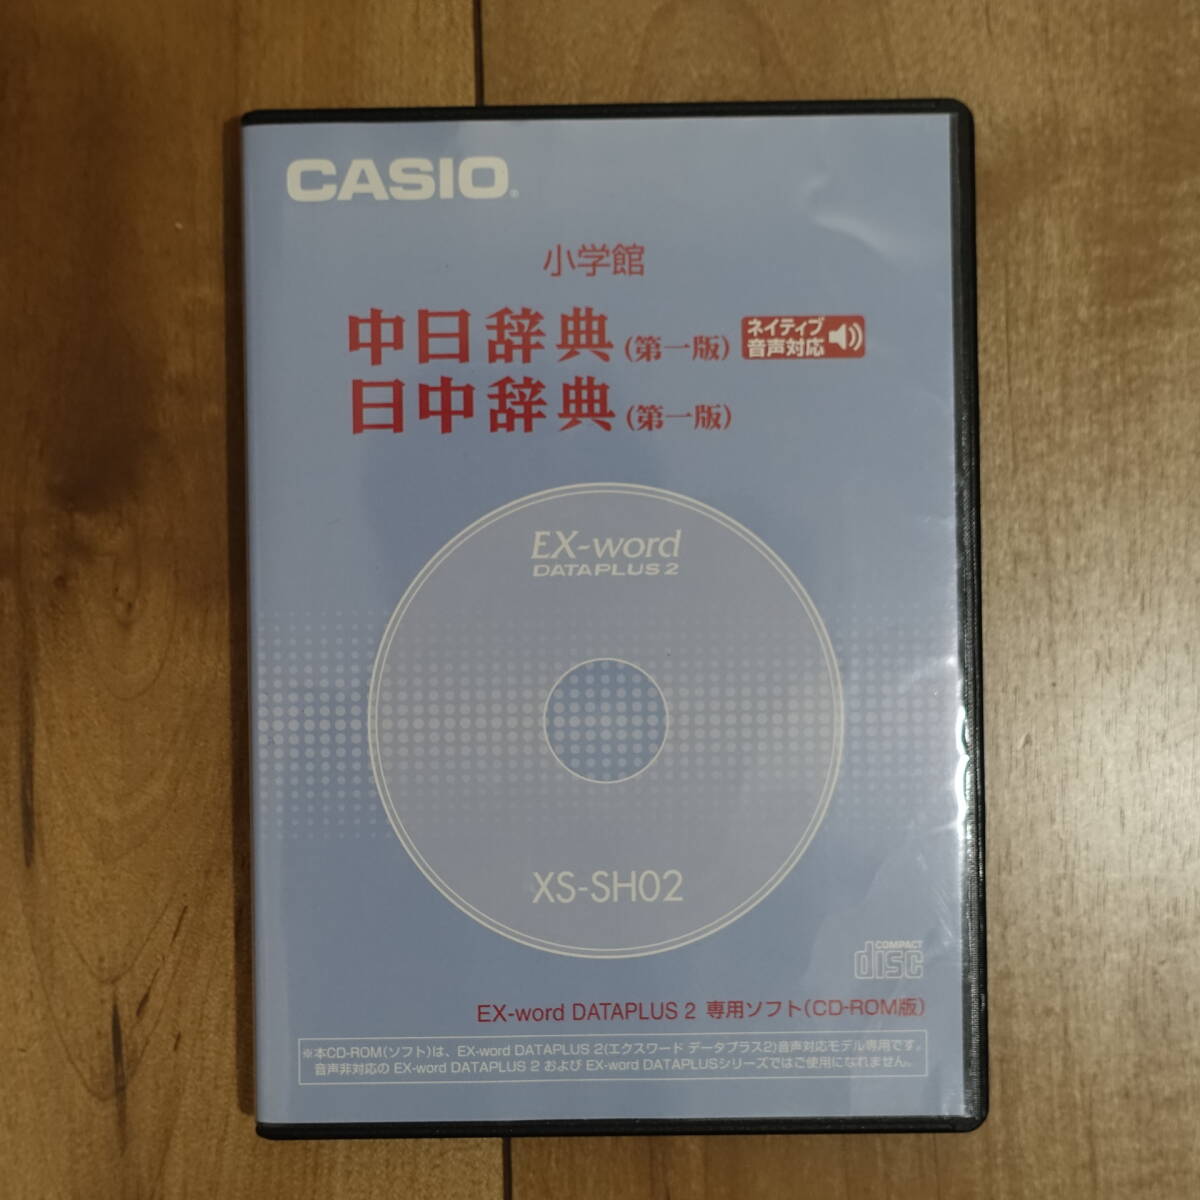 CASIO®
小学館
中日辞典(第一版) ネイティブ音声対応
日中辞典(第一版)
EX-word
DATAPLUS 2
XS-SH02
COMPACT
disc
EX-word DATAPLUS 2 専用ソフト(CD-ROM版)
※本CD-ROM(ソフト)は、EX-word DATAPLUS 2(エクスワード データプラス2)音声対応モデル専用です。
音声非対応の EX-word DATAPLUS 2 および EX-word DATAPLUSシリーズではご使用になれません。